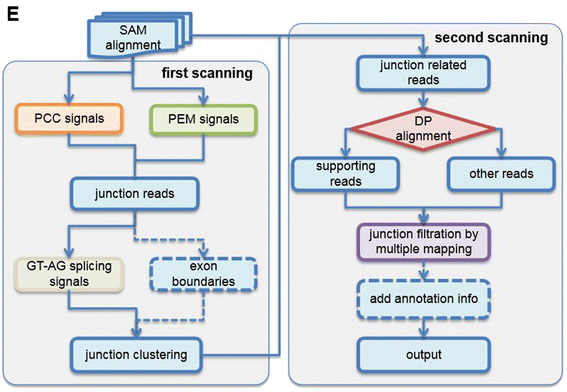 E
SAM
alignment
first scanning
PCC signals
PEM signals
junction reads
GT-AG splicing
signals
exon
boundaries
junction clustering
second scanning
junction related
reads
DP
alignment
supporting
reads
other reads
junction filtration by
multiple mapping
add annotation info
output